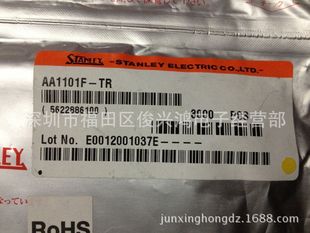 STANLEY
-STANLEY ELECTRIC CO.,LTD.-
AA1101F-TR
( 5622886100 )
3000 PCS
深圳市福田区俊兴鸿电子经营部
Lot No. E0012001037E----
RoHS
junxinghongdz.1688.com